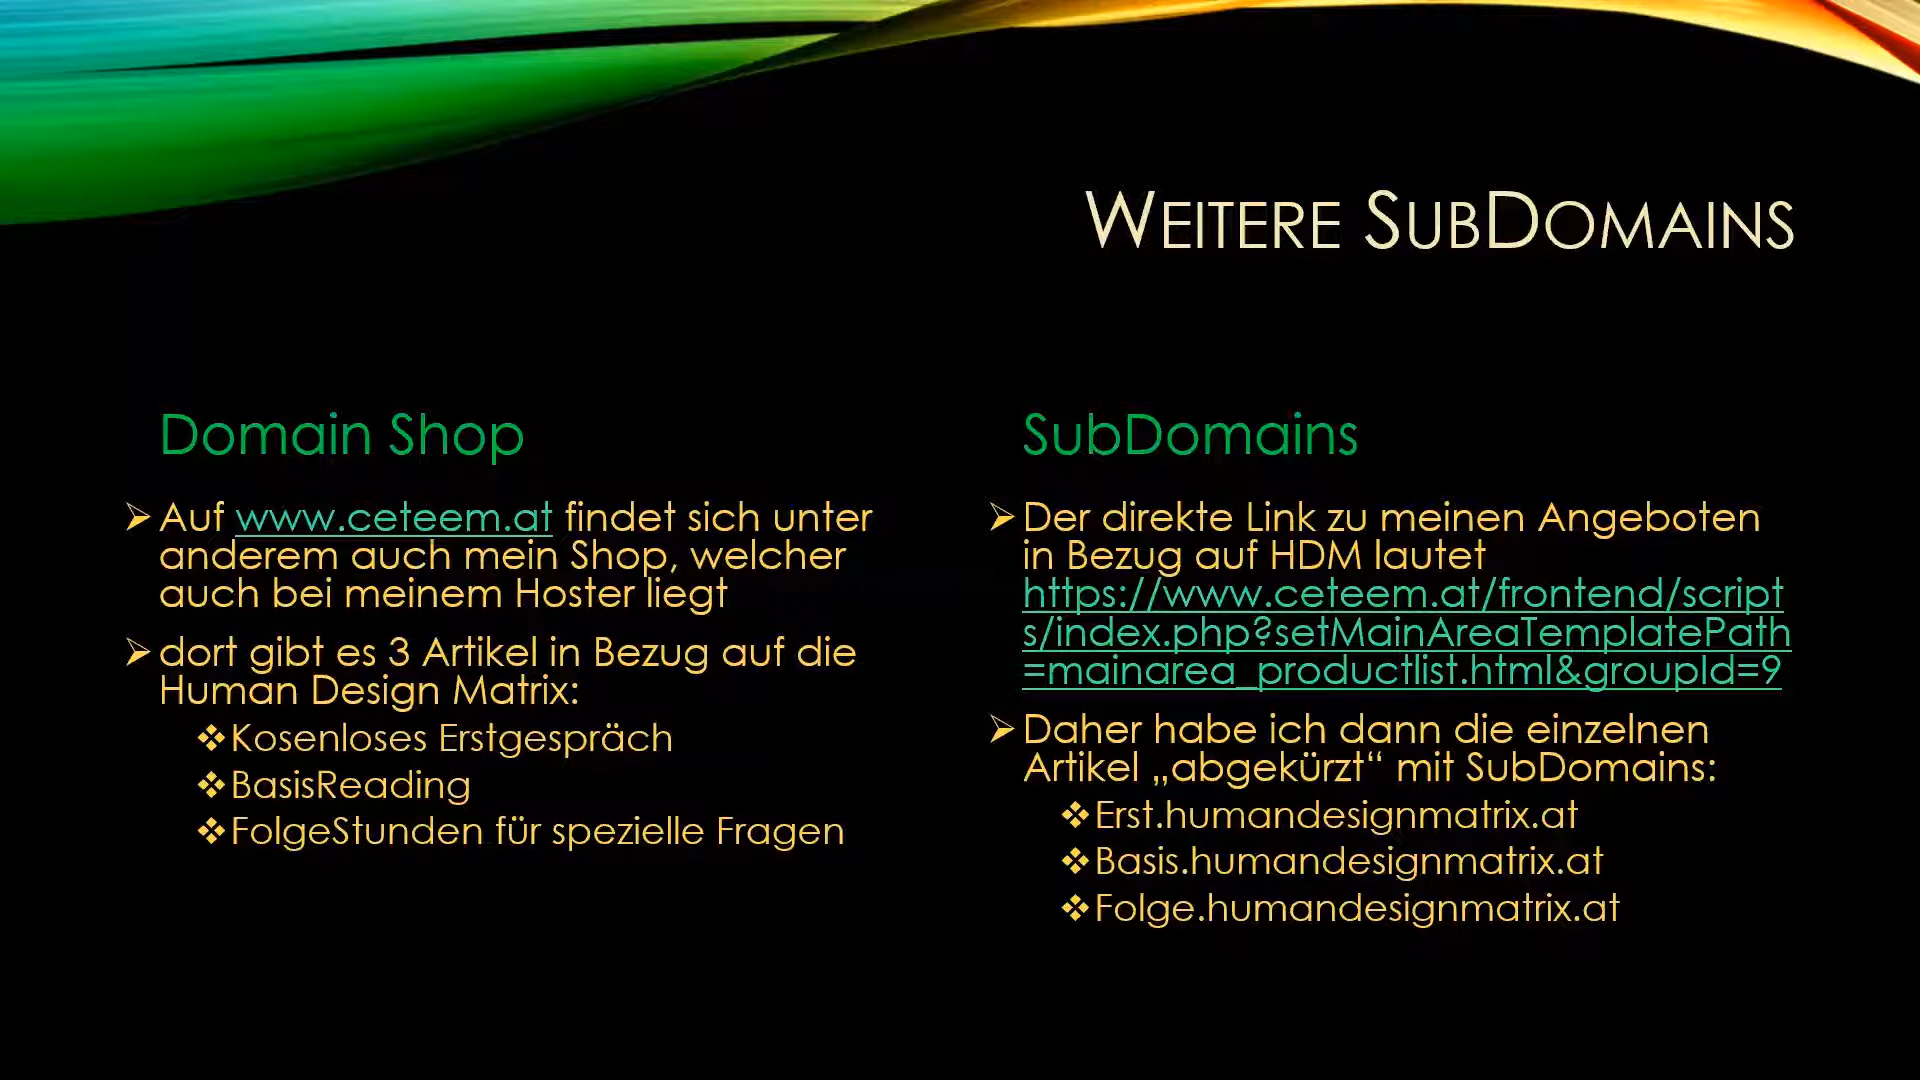 WEITERE SUBDOMAINS
Domain Shop
➢ Auf www.ceteem.at findet sich unter
anderem auch mein Shop, welcher
auch bei meinem Hoster liegt
➢ dort gibt es 3 Artikel in Bezug auf die
Human Design Matrix:
❖ Kosenloses Erstgespräch
❖ BasisReading
❖ FolgeStunden für spezielle Fragen
SubDomains
➢ Der direkte Link zu meinen Angeboten
in Bezug auf HDM lautet
https://www.ceteem.at/frontend/script
s/index.php?setMainAreaTemplatePath
=mainarea_productlist.html&groupId=9
➢ Daher habe ich dann die einzelnen
Artikel „abgekürzt“ mit SubDomains:
❖ Erst.humandesignmatrix.at
❖ Basis.humandesignmatrix.at
❖ Folge.humandesignmatrix.at